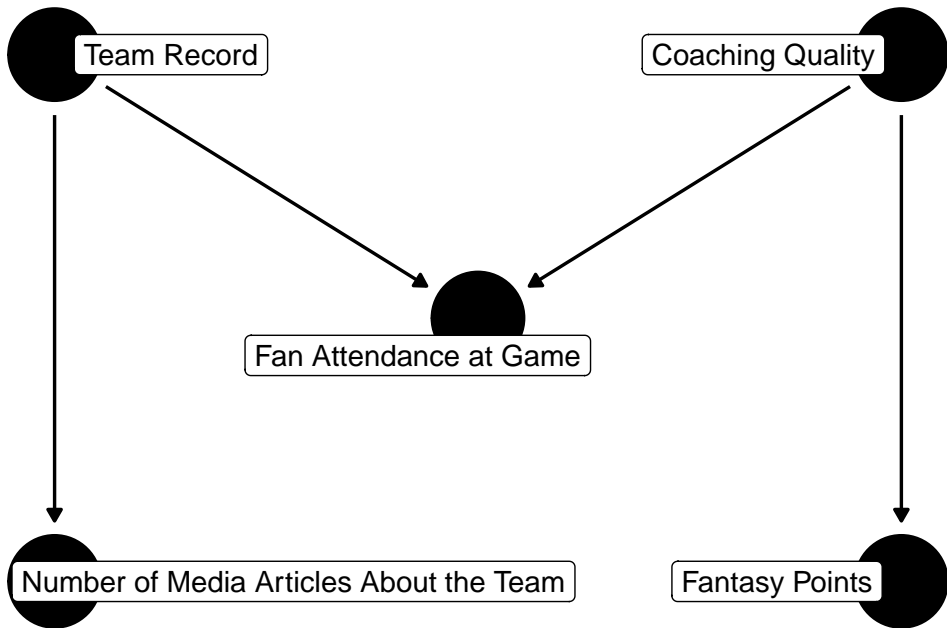 Team Record
Coaching Quality
Fan Attendance at Game
Number of Media Articles About the Team
Fantasy Points